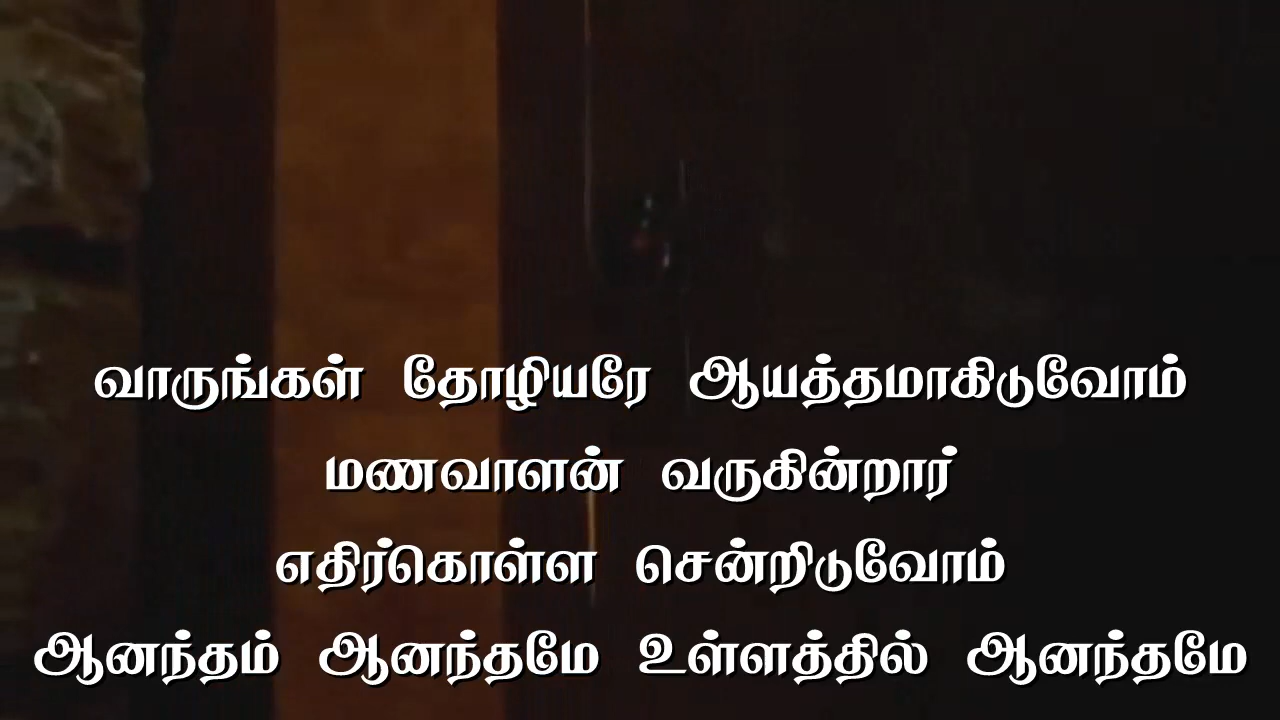 வாருங்கள் தோழியரே ஆயத்தமாகிடுவோம்
மணவாளன் வருகின்றார்
எதிர்கொள்ள சென்றிடுவோம்
ஆனந்தம் ஆனந்தமே உள்ளத்தில் ஆனந்தமே